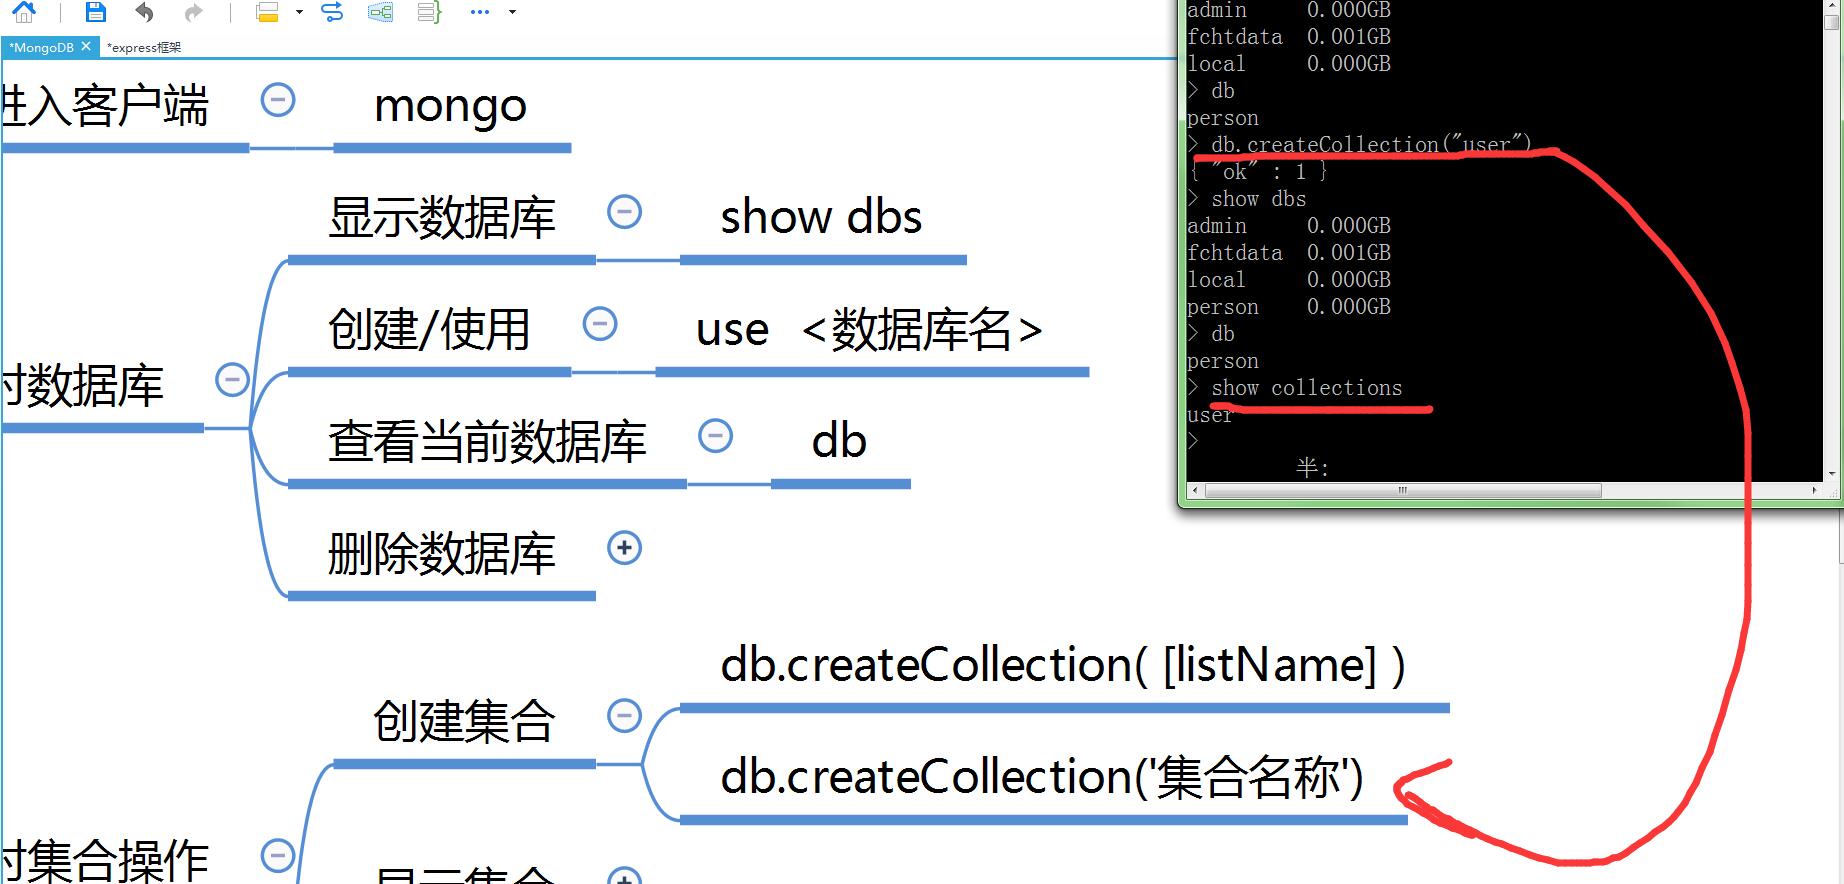 *MongoDB
*express框架
进入客户端
mongo
显示数据库
show dbs
创建/使用
use <数据库名>
对数据库
查看当前数据库
db
删除数据库
创建集合
db.createCollection( [listName] )
db.createCollection('集合名称')
对集合操作
显示集合
admin 0.000GB
fchtdata 0.001GB
local 0.000GB
> db
person
> db.createCollection("user")
{ "ok" : 1 }
> show dbs
admin 0.000GB
fchtdata 0.001GB
local 0.000GB
person 0.000GB
> db
person
> show collections
user
>
半: